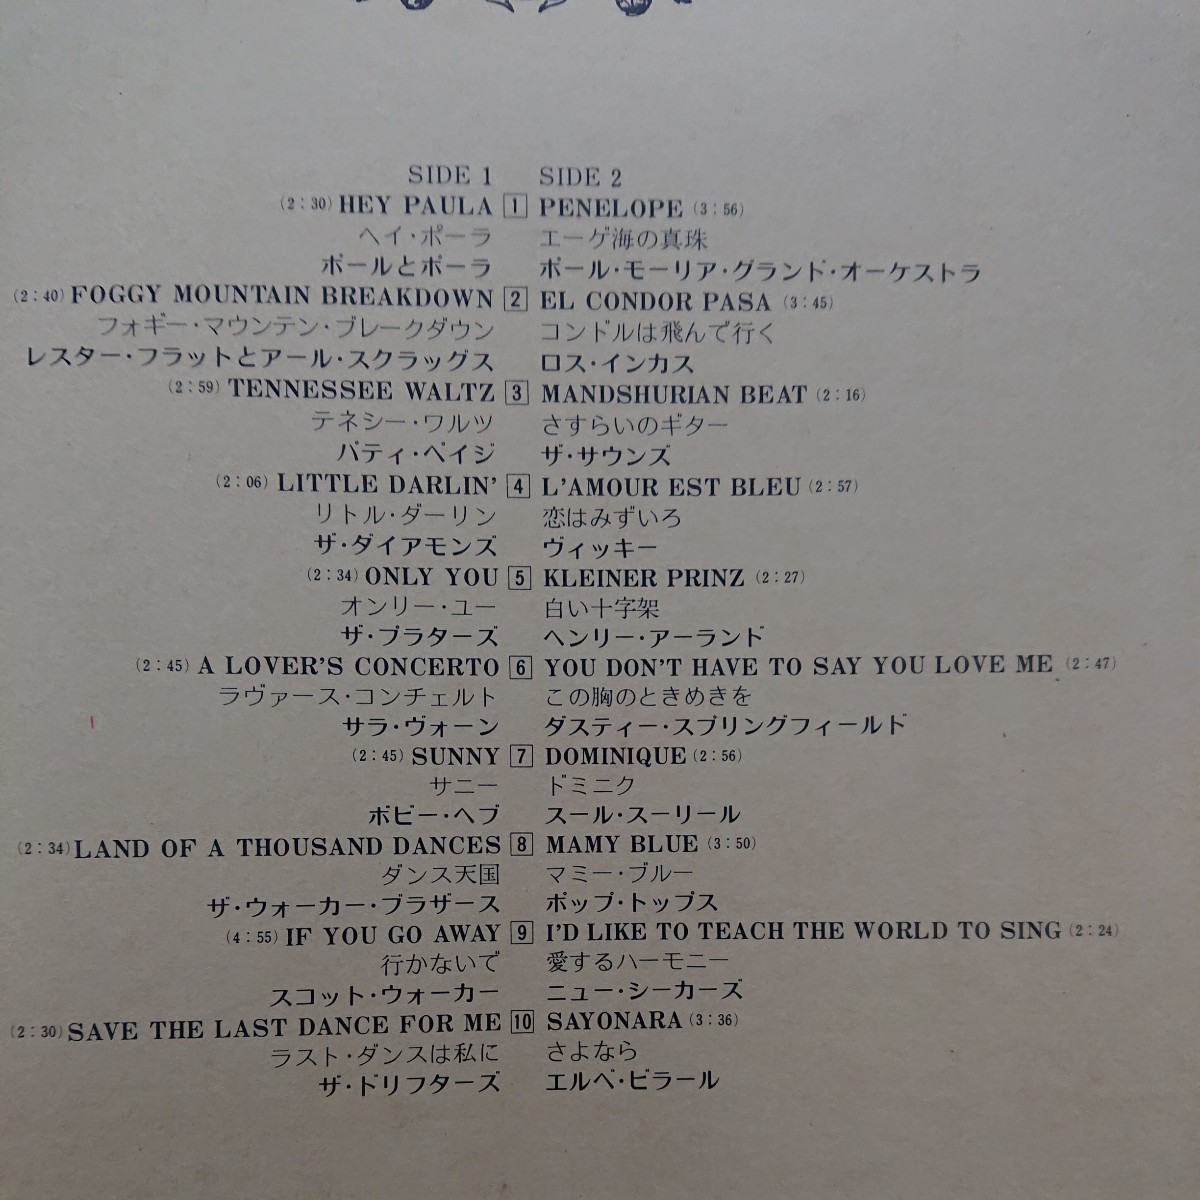 SIDE 1
(2:30) HEY PAULA 1
ヘイ・ポーラ
ポールとポーラ
(2:40) FOGGY MOUNTAIN BREAKDOWN 2
フォギー・マウンテン・ブレークダウン
レスター・フラットとアール・スクラッグス
(2:59) TENNESSEE WALTZ 3
テネシー・ワルツ
パティ・ペイジ
(2:06) LITTLE DARLIN' 4
リトル・ダーリン
ザ・ダイアモンズ
(2:34) ONLY YOU 5
オンリー・ユー
ザ・プラターズ
(2:45) A LOVER'S CONCERTO 6
ラヴァース・コンチェルト
サラ・ヴォーン
(2:45) SUNNY 7
サニー
ボビー・ヘブ
(2:34) LAND OF A THOUSAND DANCES 8
ダンス天国
ザ・ウォーカー・ブラザース
(4:55) IF YOU GO AWAY 9
行かないで
スコット・ウォーカー
(2:30) SAVE THE LAST DANCE FOR ME 10
ラスト・ダンスは私に
ザ・ドリフターズ
SIDE 2
PENELOPE (3:56)
エーゲ海の真珠
ポール・モーリア・グランド・オーケストラ
EL CONDOR PASA (3:45)
コンドルは飛んで行く
ロス・インカス
MANDSHURIAN BEAT (2:16)
さすらいのギター
ザ・サウンズ
L'AMOUR EST BLEU (2:57)
恋はみずいろ
ヴィッキー
KLEINER PRINZ (2:27)
白い十字架
ヘンリー・アーランド
YOU DON'T HAVE TO SAY YOU LOVE ME (2:47)
この胸のときめきを
ダスティー・スプリングフィールド
DOMINIQUE (2:56)
ドミニク
スール・スーリール
MAMY BLUE (3:50)
マミー・ブルー
ポップ・トップス
I'D LIKE TO TEACH THE WORLD TO SING (2:24)
愛するハーモニー
ニュー・シーカーズ
SAYONARA (3:36)
さよなら
エルベ・ビラール